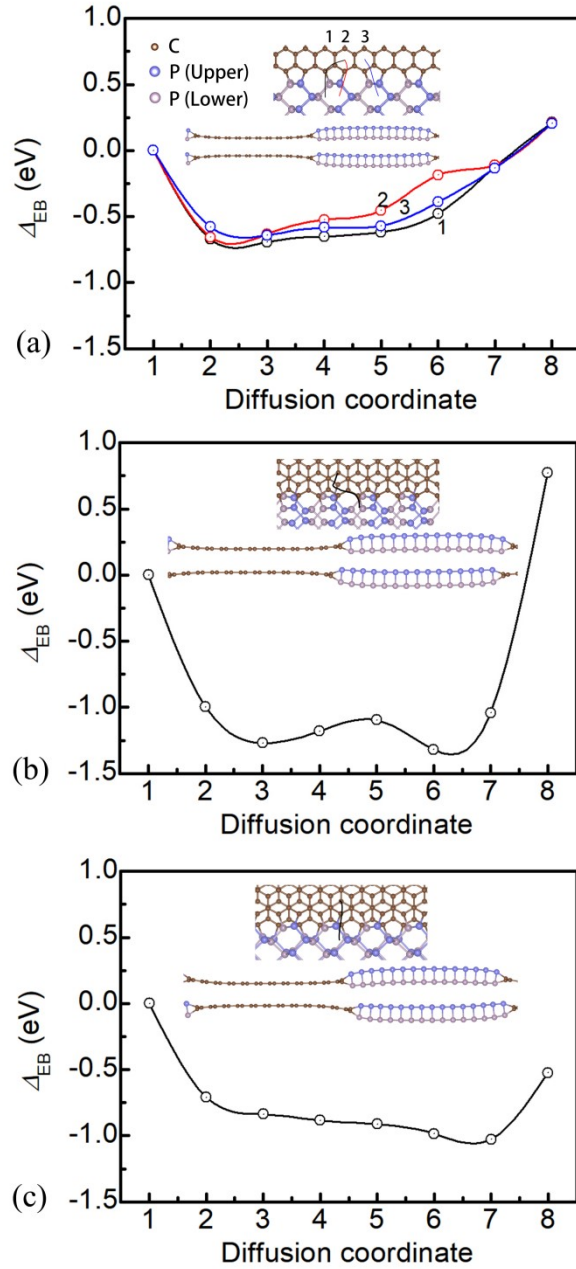 1.0
0.5
0.0
-0.5
-1.0
-1.5
Δ_EB (eV)
C
P (Upper)
P (Lower)
1 2 3
2
3
1
1 2 3 4 5 6 7 8
Diffusion coordinate
(a)
1.0
0.5
0.0
-0.5
-1.0
-1.5
Δ_EB (eV)
1 2 3 4 5 6 7 8
Diffusion coordinate
(b)
1.0
0.5
0.0
-0.5
-1.0
-1.5
Δ_EB (eV)
1 2 3 4 5 6 7 8
Diffusion coordinate
(c)